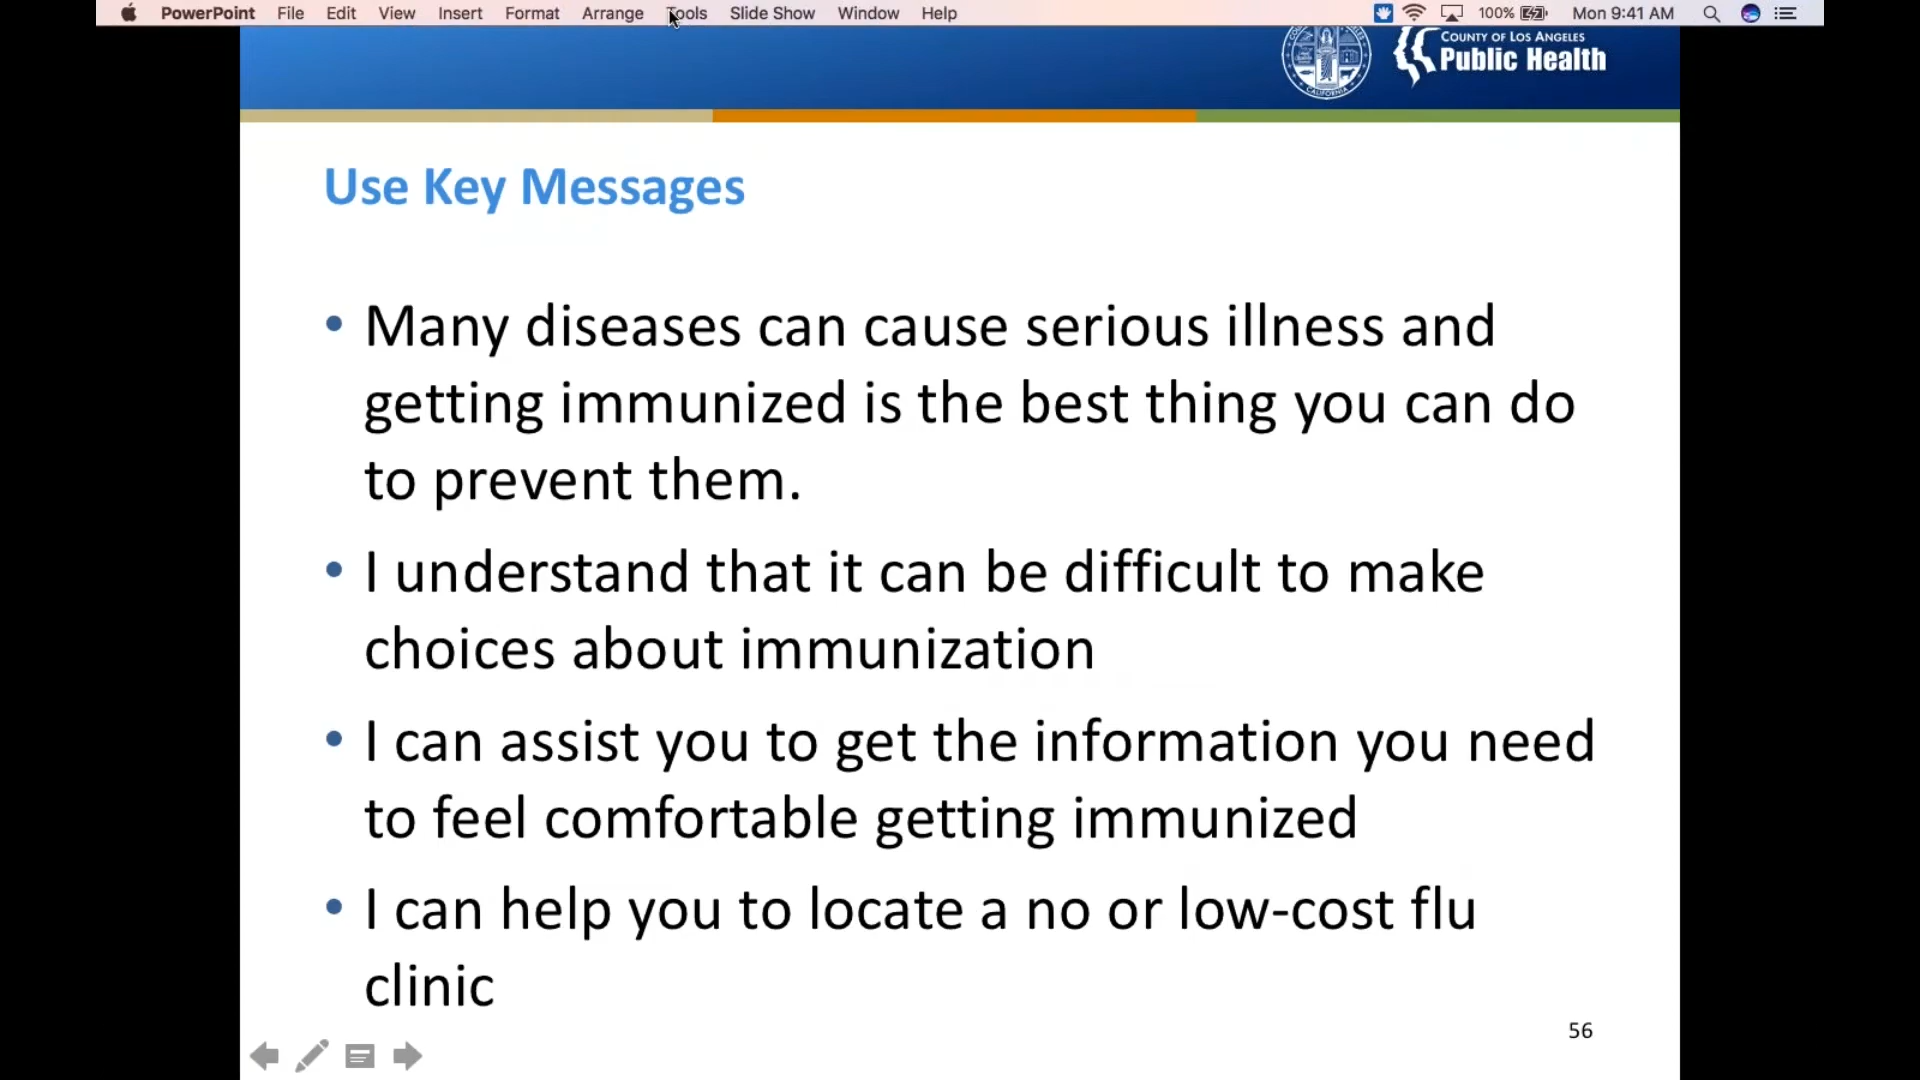 PowerPoint File Edit View Insert Format Arrange Tools Slide Show Window Help 100% Mon 9:41 AM
COUNTY OF LOS ANGELES
Public Health
CALIFORNIA
Use Key Messages
• Many diseases can cause serious illness and
getting immunized is the best thing you can do
to prevent them.
• I understand that it can be difficult to make
choices about immunization
• I can assist you to get the information you need
to feel comfortable getting immunized
• I can help you to locate a no or low-cost flu
clinic
56